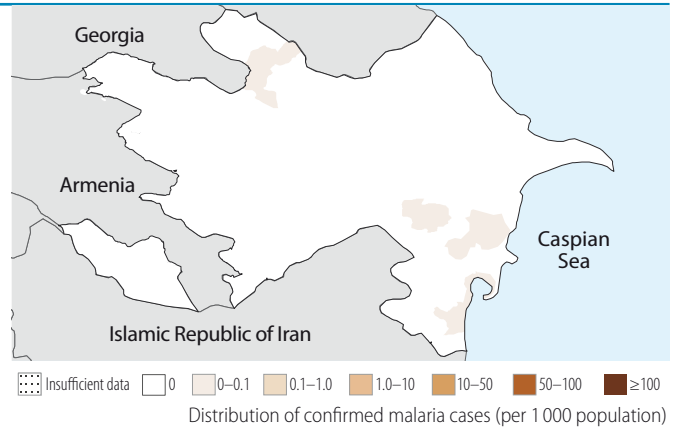 Georgia
Armenia
Caspian
Sea
Islamic Republic of Iran
Insufficient data 0 0–0.1 0.1–1.0 1.0–10 10–50 50–100 ≥100
Distribution of confirmed malaria cases (per 1 000 population)